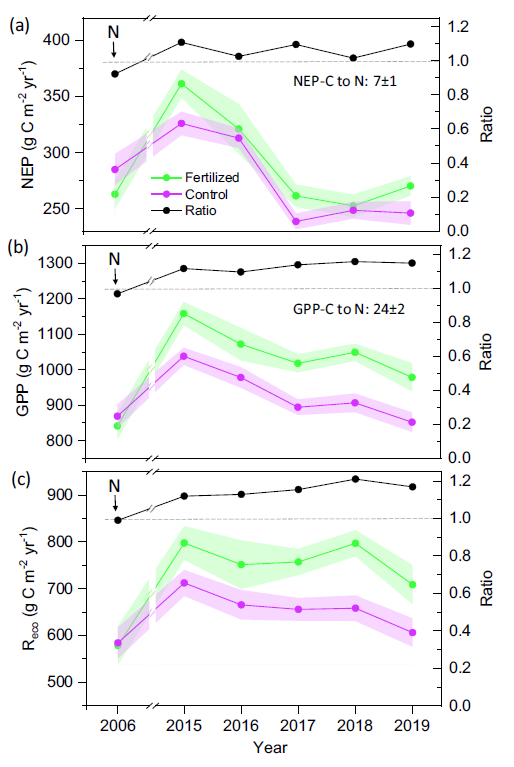 (a)
N
400
350
300
250
NEP (g C m⁻² yr⁻¹)
NEP-C to N: 7±1
Fertilized
Control
Ratio
1.2
1.0
0.8
0.6
0.4
0.2
0.0
Ratio
(b)
N
1300
1200
1100
1000
900
800
GPP (g C m⁻² yr⁻¹)
GPP-C to N: 24±2
1.2
1.0
0.8
0.6
0.4
0.2
0.0
Ratio
(c)
N
900
800
700
600
500
Reco (g C m⁻² yr⁻¹)
1.2
1.0
0.8
0.6
0.4
0.2
0.0
Ratio
2006 2015 2016 2017 2018 2019
Year